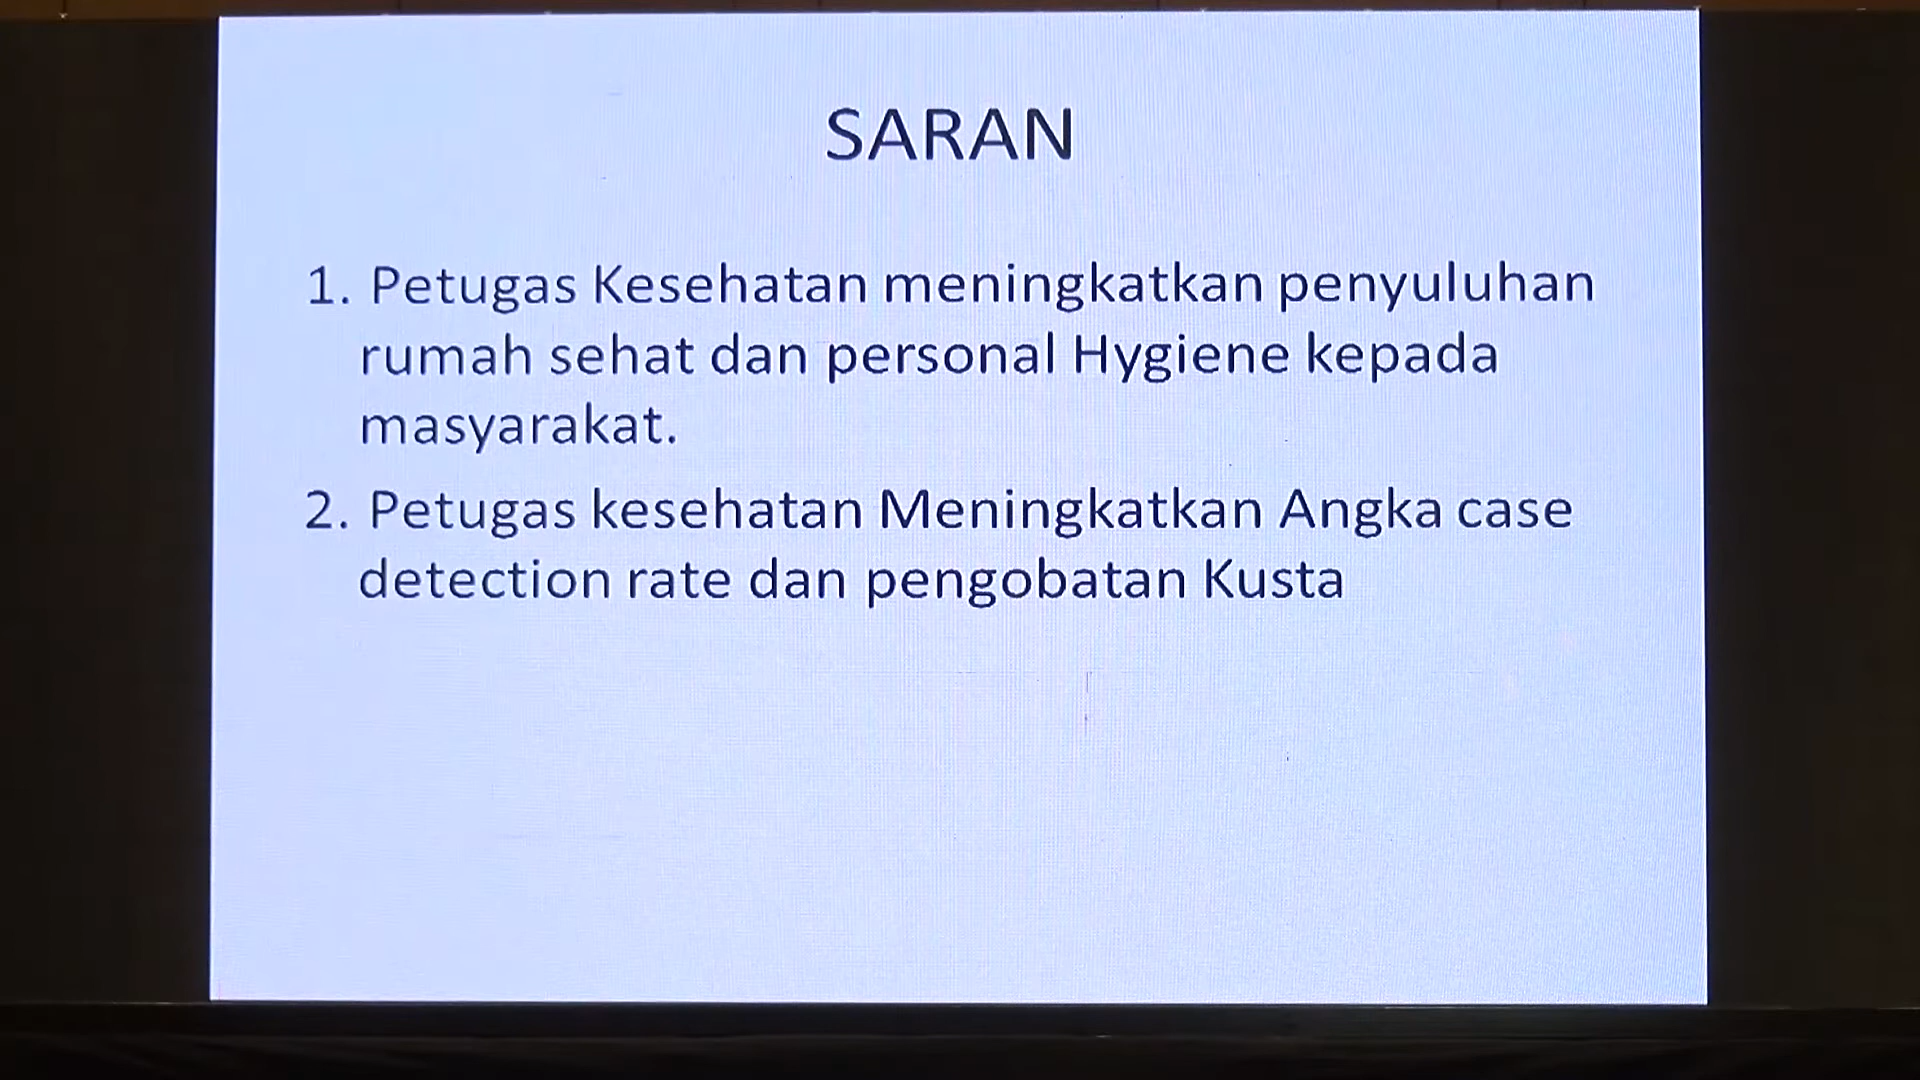 SARAN
1. Petugas Kesehatan meningkatkan penyuluhan
rumah sehat dan personal Hygiene kepada
masyarakat.
2. Petugas kesehatan Meningkatkan Angka case
detection rate dan pengobatan Kusta